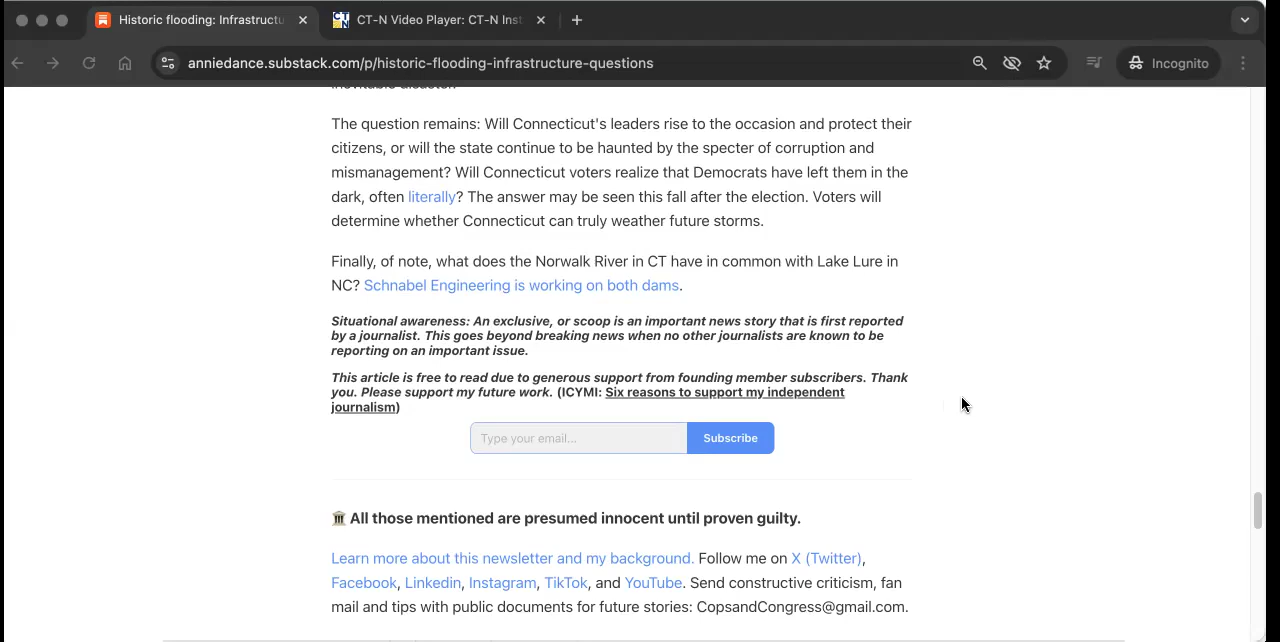 Historic flooding: Infrastructu
CT-N Video Player: CT-N Inst
anniedance.substack.com/p/historic-flooding-infrastructure-questions
Incognito
inevitable disaster.
The question remains: Will Connecticut's leaders rise to the occasion and protect their
citizens, or will the state continue to be haunted by the specter of corruption and
mismanagement? Will Connecticut voters realize that Democrats have left them in the
dark, often literally? The answer may be seen this fall after the election. Voters will
determine whether Connecticut can truly weather future storms.
Finally, of note, what does the Norwalk River in CT have in common with Lake Lure in
NC? Schnabel Engineering is working on both dams.
Situational awareness: An exclusive, or scoop is an important news story that is first reported
by a journalist. This goes beyond breaking news when no other journalists are known to be
reporting on an important issue.
This article is free to read due to generous support from founding member subscribers. Thank
you. Please support my future work. (ICYMI: Six reasons to support my independent
journalism)
Type your email... Subscribe
All those mentioned are presumed innocent until proven guilty.
Learn more about this newsletter and my background. Follow me on X (Twitter),
Facebook, Linkedin, Instagram, TikTok, and YouTube. Send constructive criticism, fan
mail and tips with public documents for future stories: CopsandCongress@gmail.com.